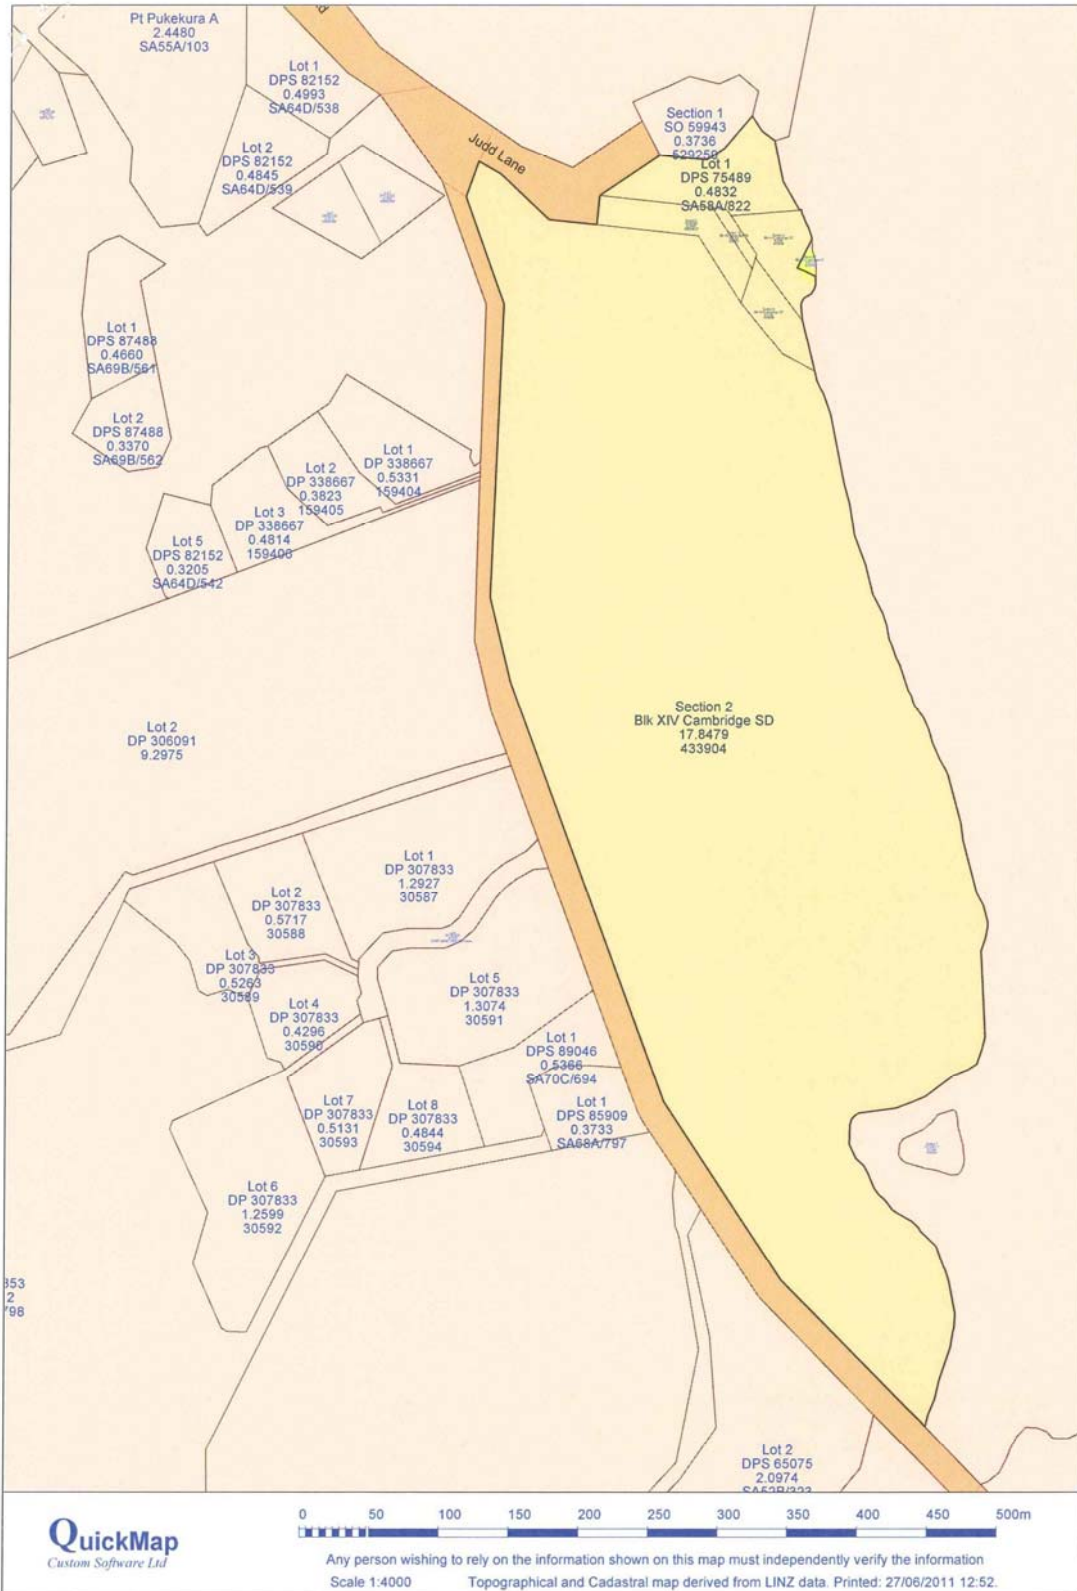 Pt Pukekura A
2.4480
SA55A/103
Lot 1
DPS 82152
0.4993
SA64D/538
Lot 2
DPS 82152
0.4845
SA64D/539
Judd Lane
Section 1
SO 59943
0.3736
529259
Lot 1
DPS 75489
0.4832
SA58A/822
Lot 1
DPS 87488
0.4660
SA69B/561
Lot 2
DPS 87488
0.3370
SA69B/562
Lot 1
DP 338667
0.5331
159404
Lot 2
DP 338667
0.3823
159405
Lot 3
DP 338667
0.4814
159406
Lot 5
DPS 82152
0.3205
SA64D/542
Section 2
Blk XIV Cambridge SD
17.8479
433904
Lot 2
DP 306091
9.2975
Lot 1
DP 307833
1.2927
30587
Lot 2
DP 307833
0.5717
30588
Lot 3
DP 307833
0.5263
30589
Lot 4
DP 307833
0.4296
30590
Lot 5
DP 307833
1.3074
30591
Lot 1
DPS 89046
0.5366
SA70C/694
Lot 1
DPS 85909
0.3733
SA68A/797
Lot 7
DP 307833
0.5131
30593
Lot 8
DP 307833
0.4844
30594
Lot 6
DP 307833
1.2599
30592
353
2
798
Lot 2
DPS 65075
2.0974
SA52B/323
QuickMap
Custom Software Ltd
0 50 100 150 200 250 300 350 400 450 500m
Any person wishing to rely on the information shown on this map must independently verify the information
Scale 1:4000 Topographical and Cadastral map derived from LINZ data. Printed: 27/06/2011 12:52.